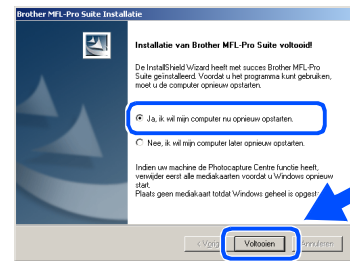 Brother MFL-Pro Suite Installatie
Installatie van Brother MFL-Pro Suite voltooid!
De InstallShield Wizard heeft met succes Brother MFL-Pro
Suite geïnstalleerd. Voordat u het programma kunt gebruiken,
moet u de computer opnieuw opstarten.
Ja, ik wil mijn computer nu opnieuw opstarten.
Nee, ik wil mijn computer later opnieuw opstarten.
Indien uw machine de Photocapture Centre functie heeft,
verwijder eerst alle mediakaarten voordat u Windows opnieuw
start.
Plaats geen mediakaart totdat Windows geheel is
< Vorig Voltooien Annuleren